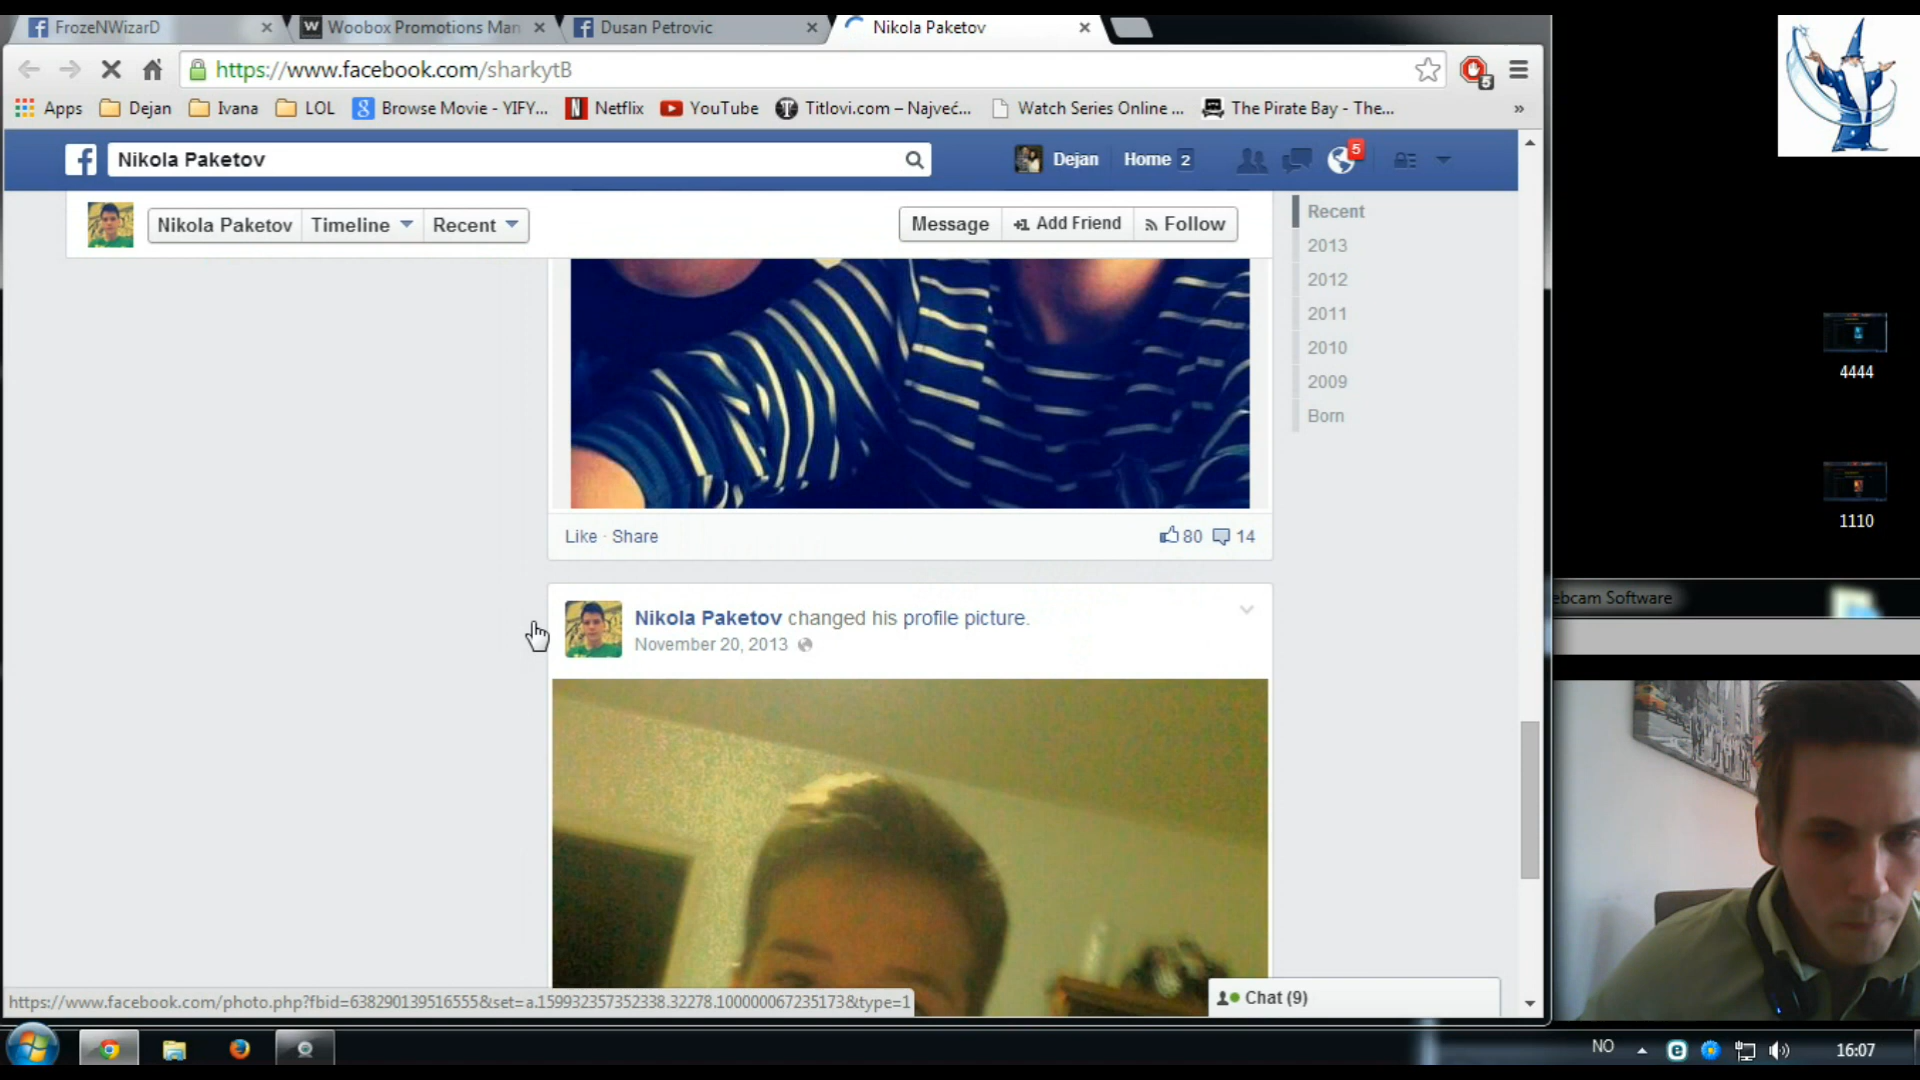 FrozeNWizarD
Woobox Promotions Man
Dusan Petrovic
Nikola Paketov
https://www.facebook.com/sharkytB
5
Apps
Dejan
Ivana
LOL
Browse Movie - YIFY...
Netflix
YouTube
Titlovi.com – Najveć...
Watch Series Online ...
The Pirate Bay - The...
»
Nikola Paketov
Dejan
Home 2
5
Nikola Paketov
Timeline
Recent
Message
+1 Add Friend
Follow
Recent
2013
2012
2011
2010
2009
Born
Like · Share
80
14
Nikola Paketov changed his profile picture.
November 20, 2013
https://www.facebook.com/photo.php?fbid=638290139516555&set=a.159932357352338.32278.100000067235173&type=1
Chat (9)
4444
1110
ebcam Software
NO
16:07